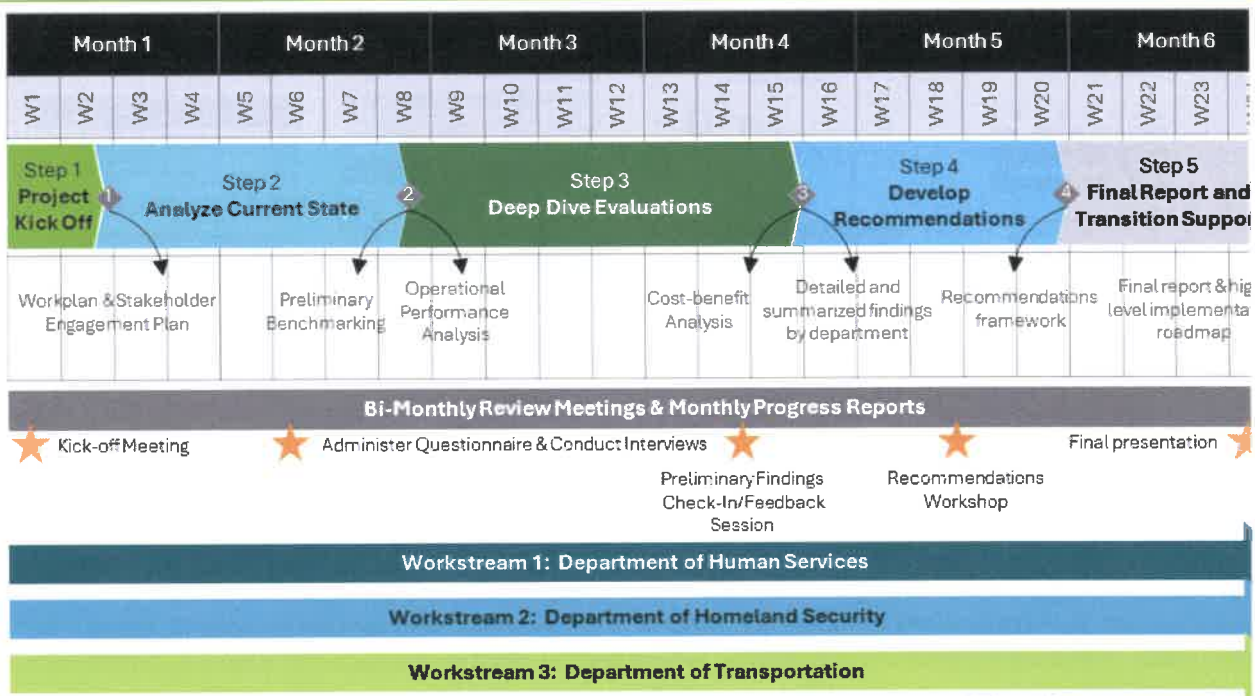 Month 1
Month 2
Month 3
Month 4
Month 5
Month 6
W1
W2
W3
W4
W5
W6
W7
W8
W9
W10
W11
W12
W13
W14
W15
W16
W17
W18
W19
W20
W21
W22
W23
Step 1
Project
Kick Off
1
Step 2
Analyze Current State
2
Step 3
Deep Dive Evaluations
3
Step 4
Develop
Recommendations
4
Step 5
Final Report and
Transition Suppor
Workplan & Stakeholder
Engagement Plan
Preliminary
Benchmarking
Operational
Performance
Analysis
Cost-benefit
Analysis
Detailed and
summarized findings
by department
Recommendations
framework
Final report & hig
level implementa
roadmap
Bi-Monthly Review Meetings & Monthly Progress Reports
Kick-off Meeting
Administer Questionnaire & Conduct Interviews
Preliminary Findings
Check-In/Feedback
Session
Recommendations
Workshop
Final presentation
Workstream 1: Department of Human Services
Workstream 2: Department of Homeland Security
Workstream 3: Department of Transportation